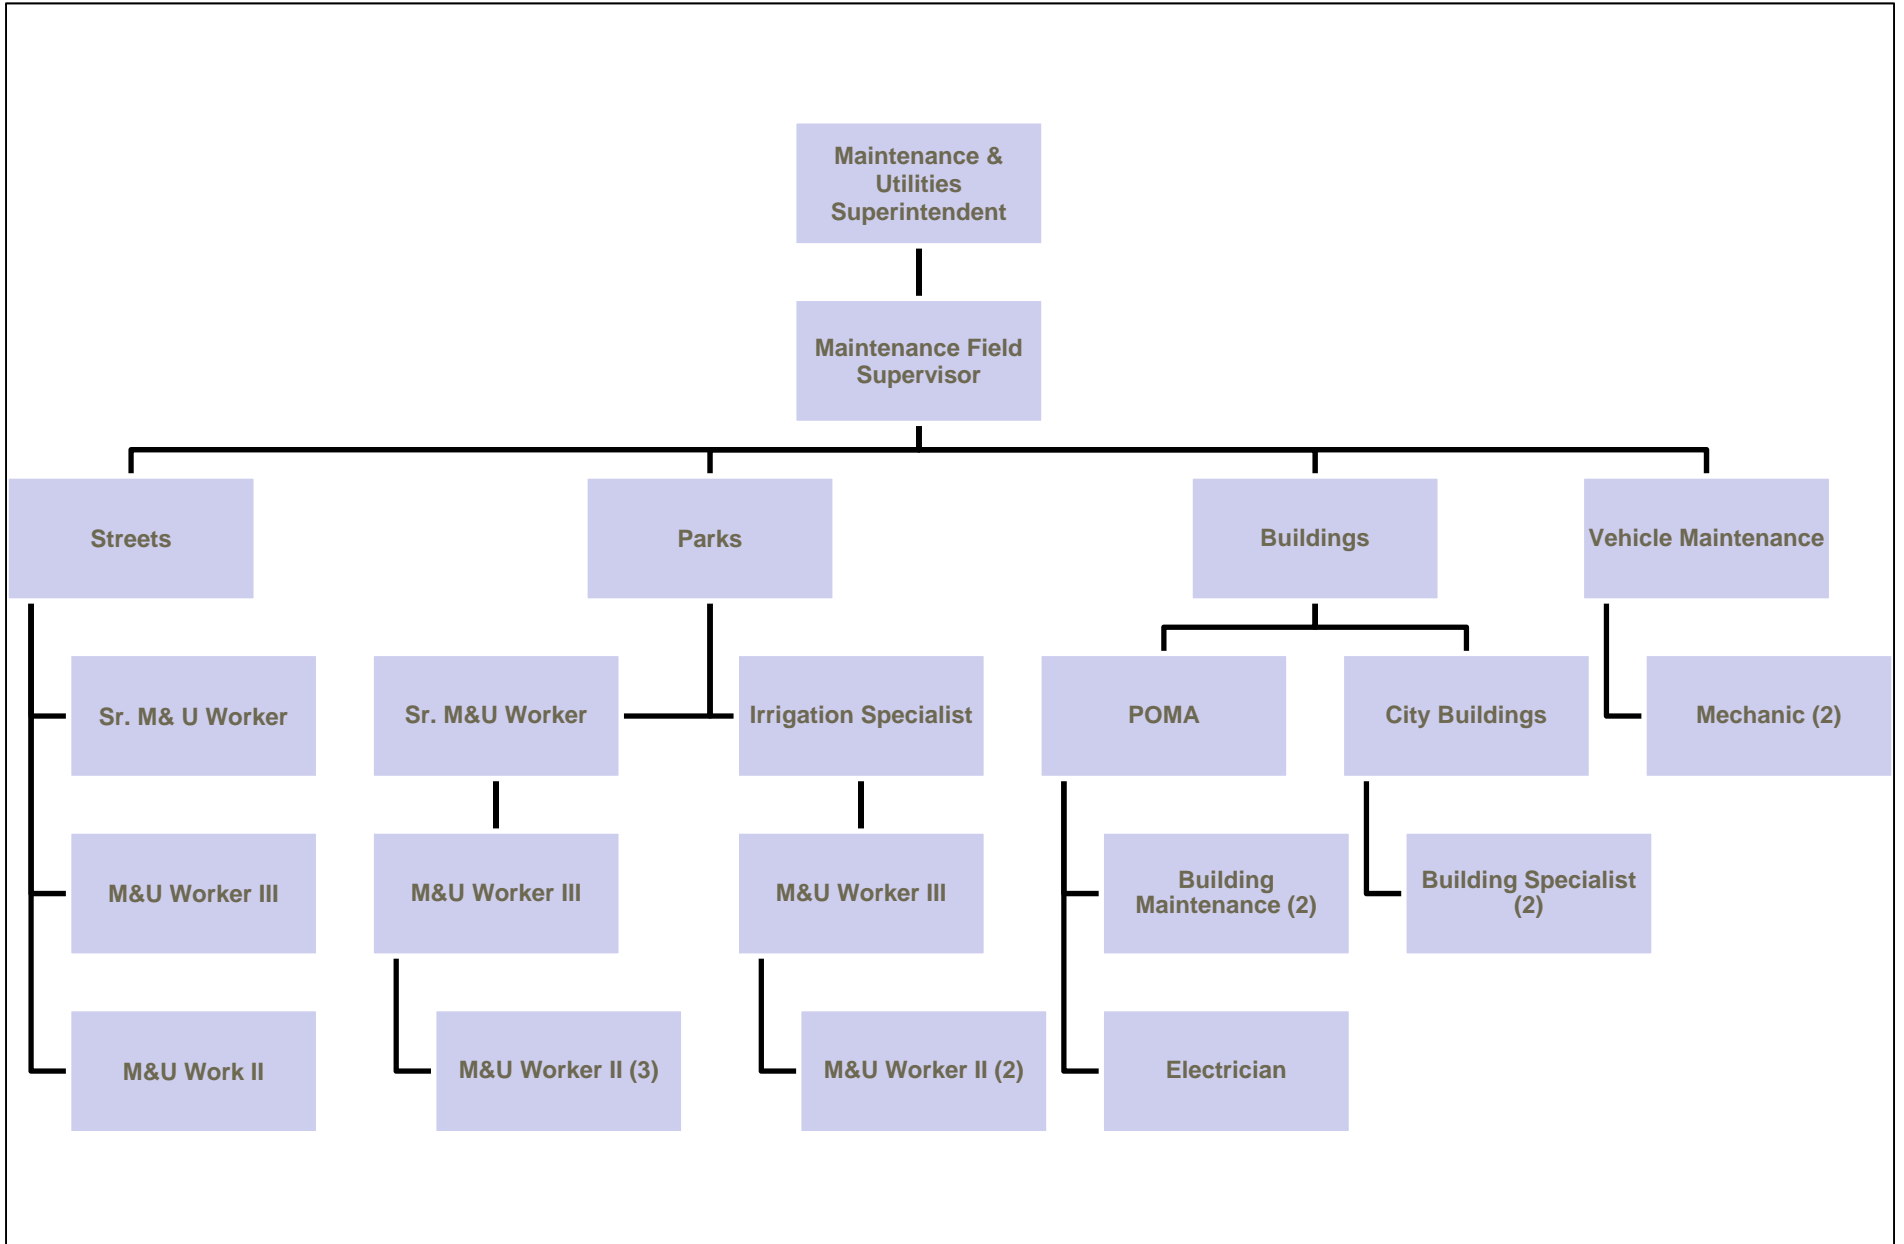 Maintenance &
Utilities
Superintendent
Maintenance Field
Supervisor
Streets
Parks
Buildings
Vehicle Maintenance
Sr. M& U Worker
Sr. M&U Worker
Irrigation Specialist
POMA
City Buildings
Mechanic (2)
M&U Worker III
M&U Worker III
M&U Worker III
Building
Maintenance (2)
Building Specialist
(2)
M&U Work II
M&U Worker II (3)
M&U Worker II (2)
Electrician